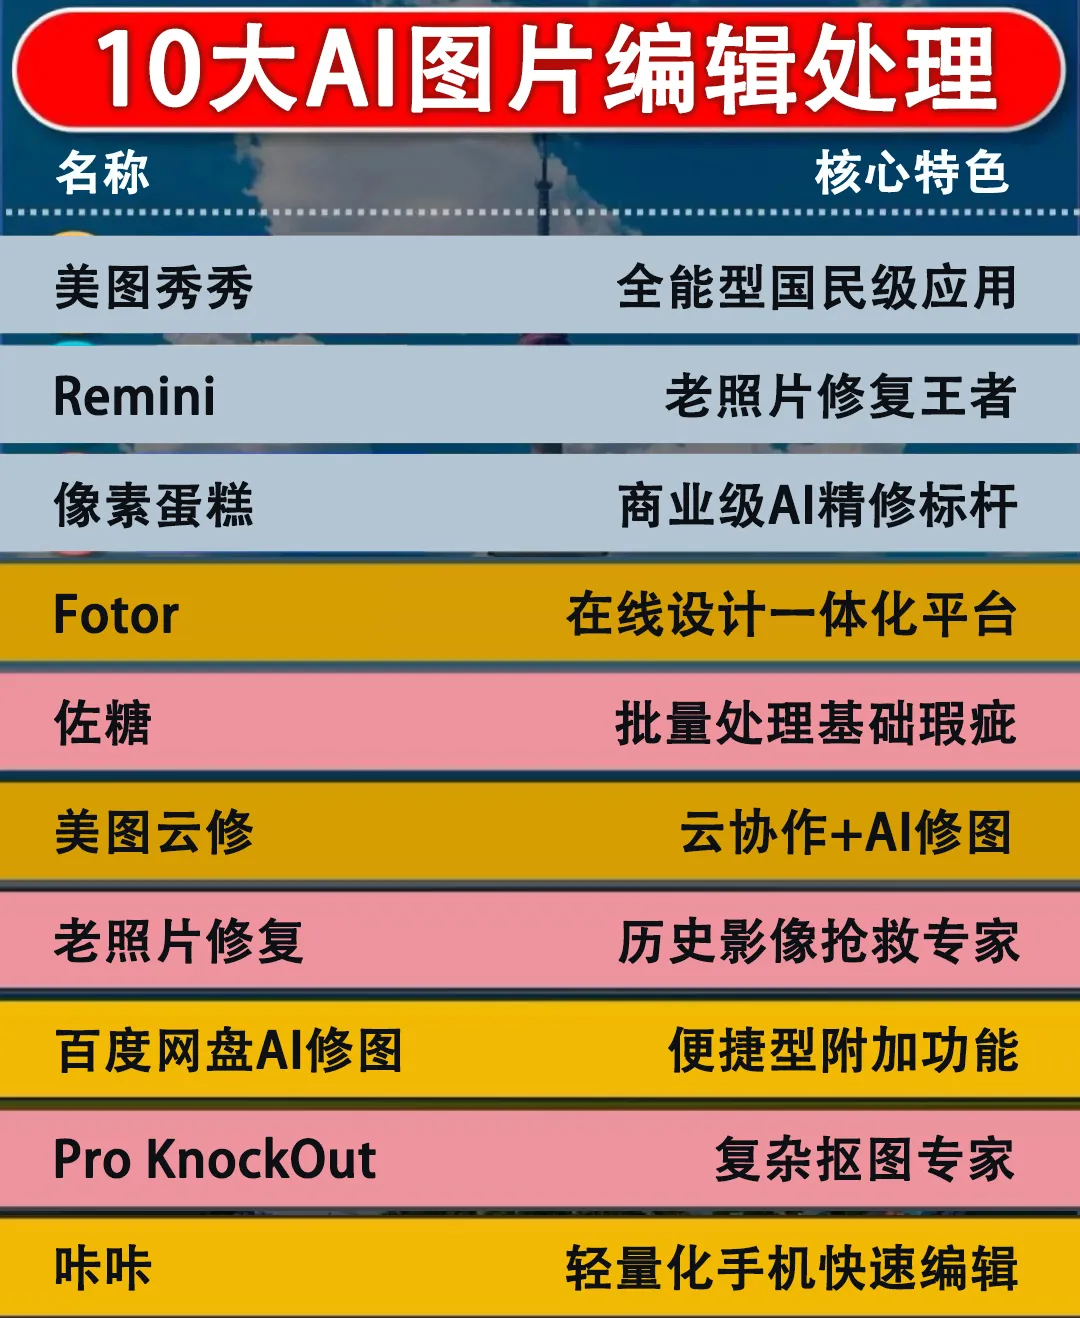 10大AI图片编辑处理
名称 核心特色
美图秀秀 全能型国民级应用
Remini 老照片修复王者
像素蛋糕 商业级AI精修标杆
Fotor 在线设计一体化平台
佐糖 批量处理基础瑕疵
美图云修 云协作+AI修图
老照片修复 历史影像抢救专家
百度网盘AI修图 便捷型附加功能
Pro KnockOut 复杂抠图专家
咔咔 轻量化手机快速编辑